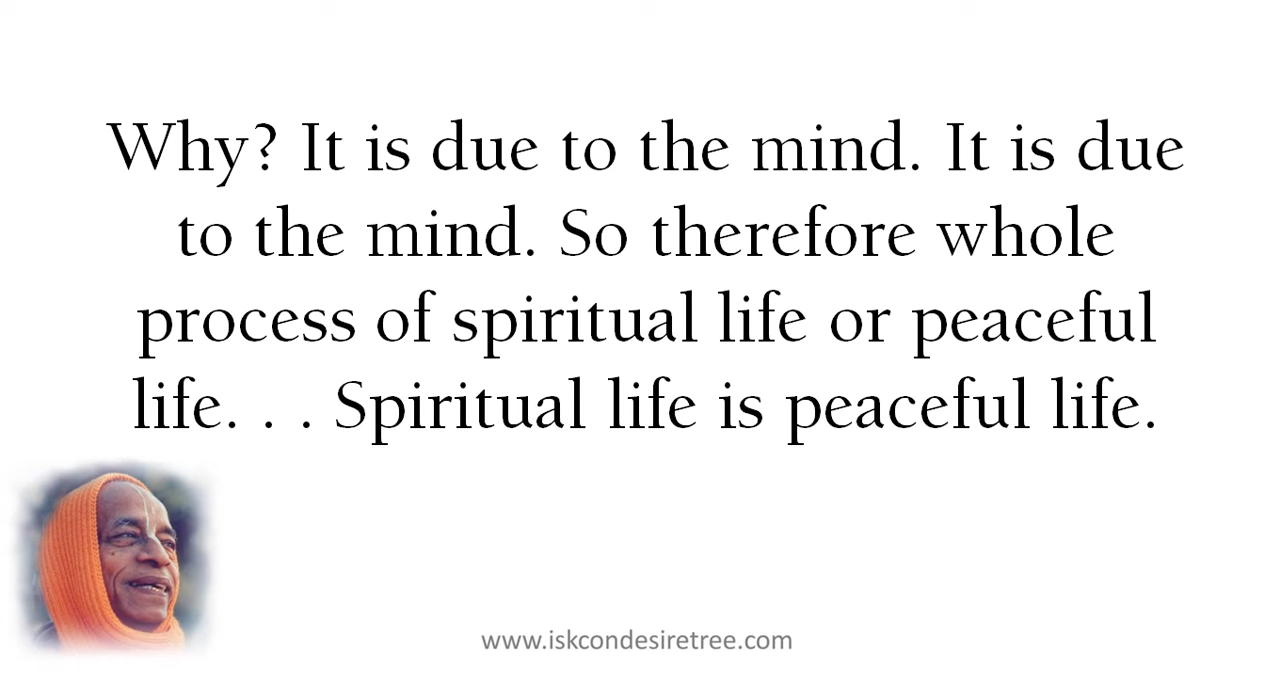 Why? It is due to the mind. It is due
to the mind. So therefore whole
process of spiritual life or peaceful
life. . . Spiritual life is peaceful life.
www.iskcondesiretree.com